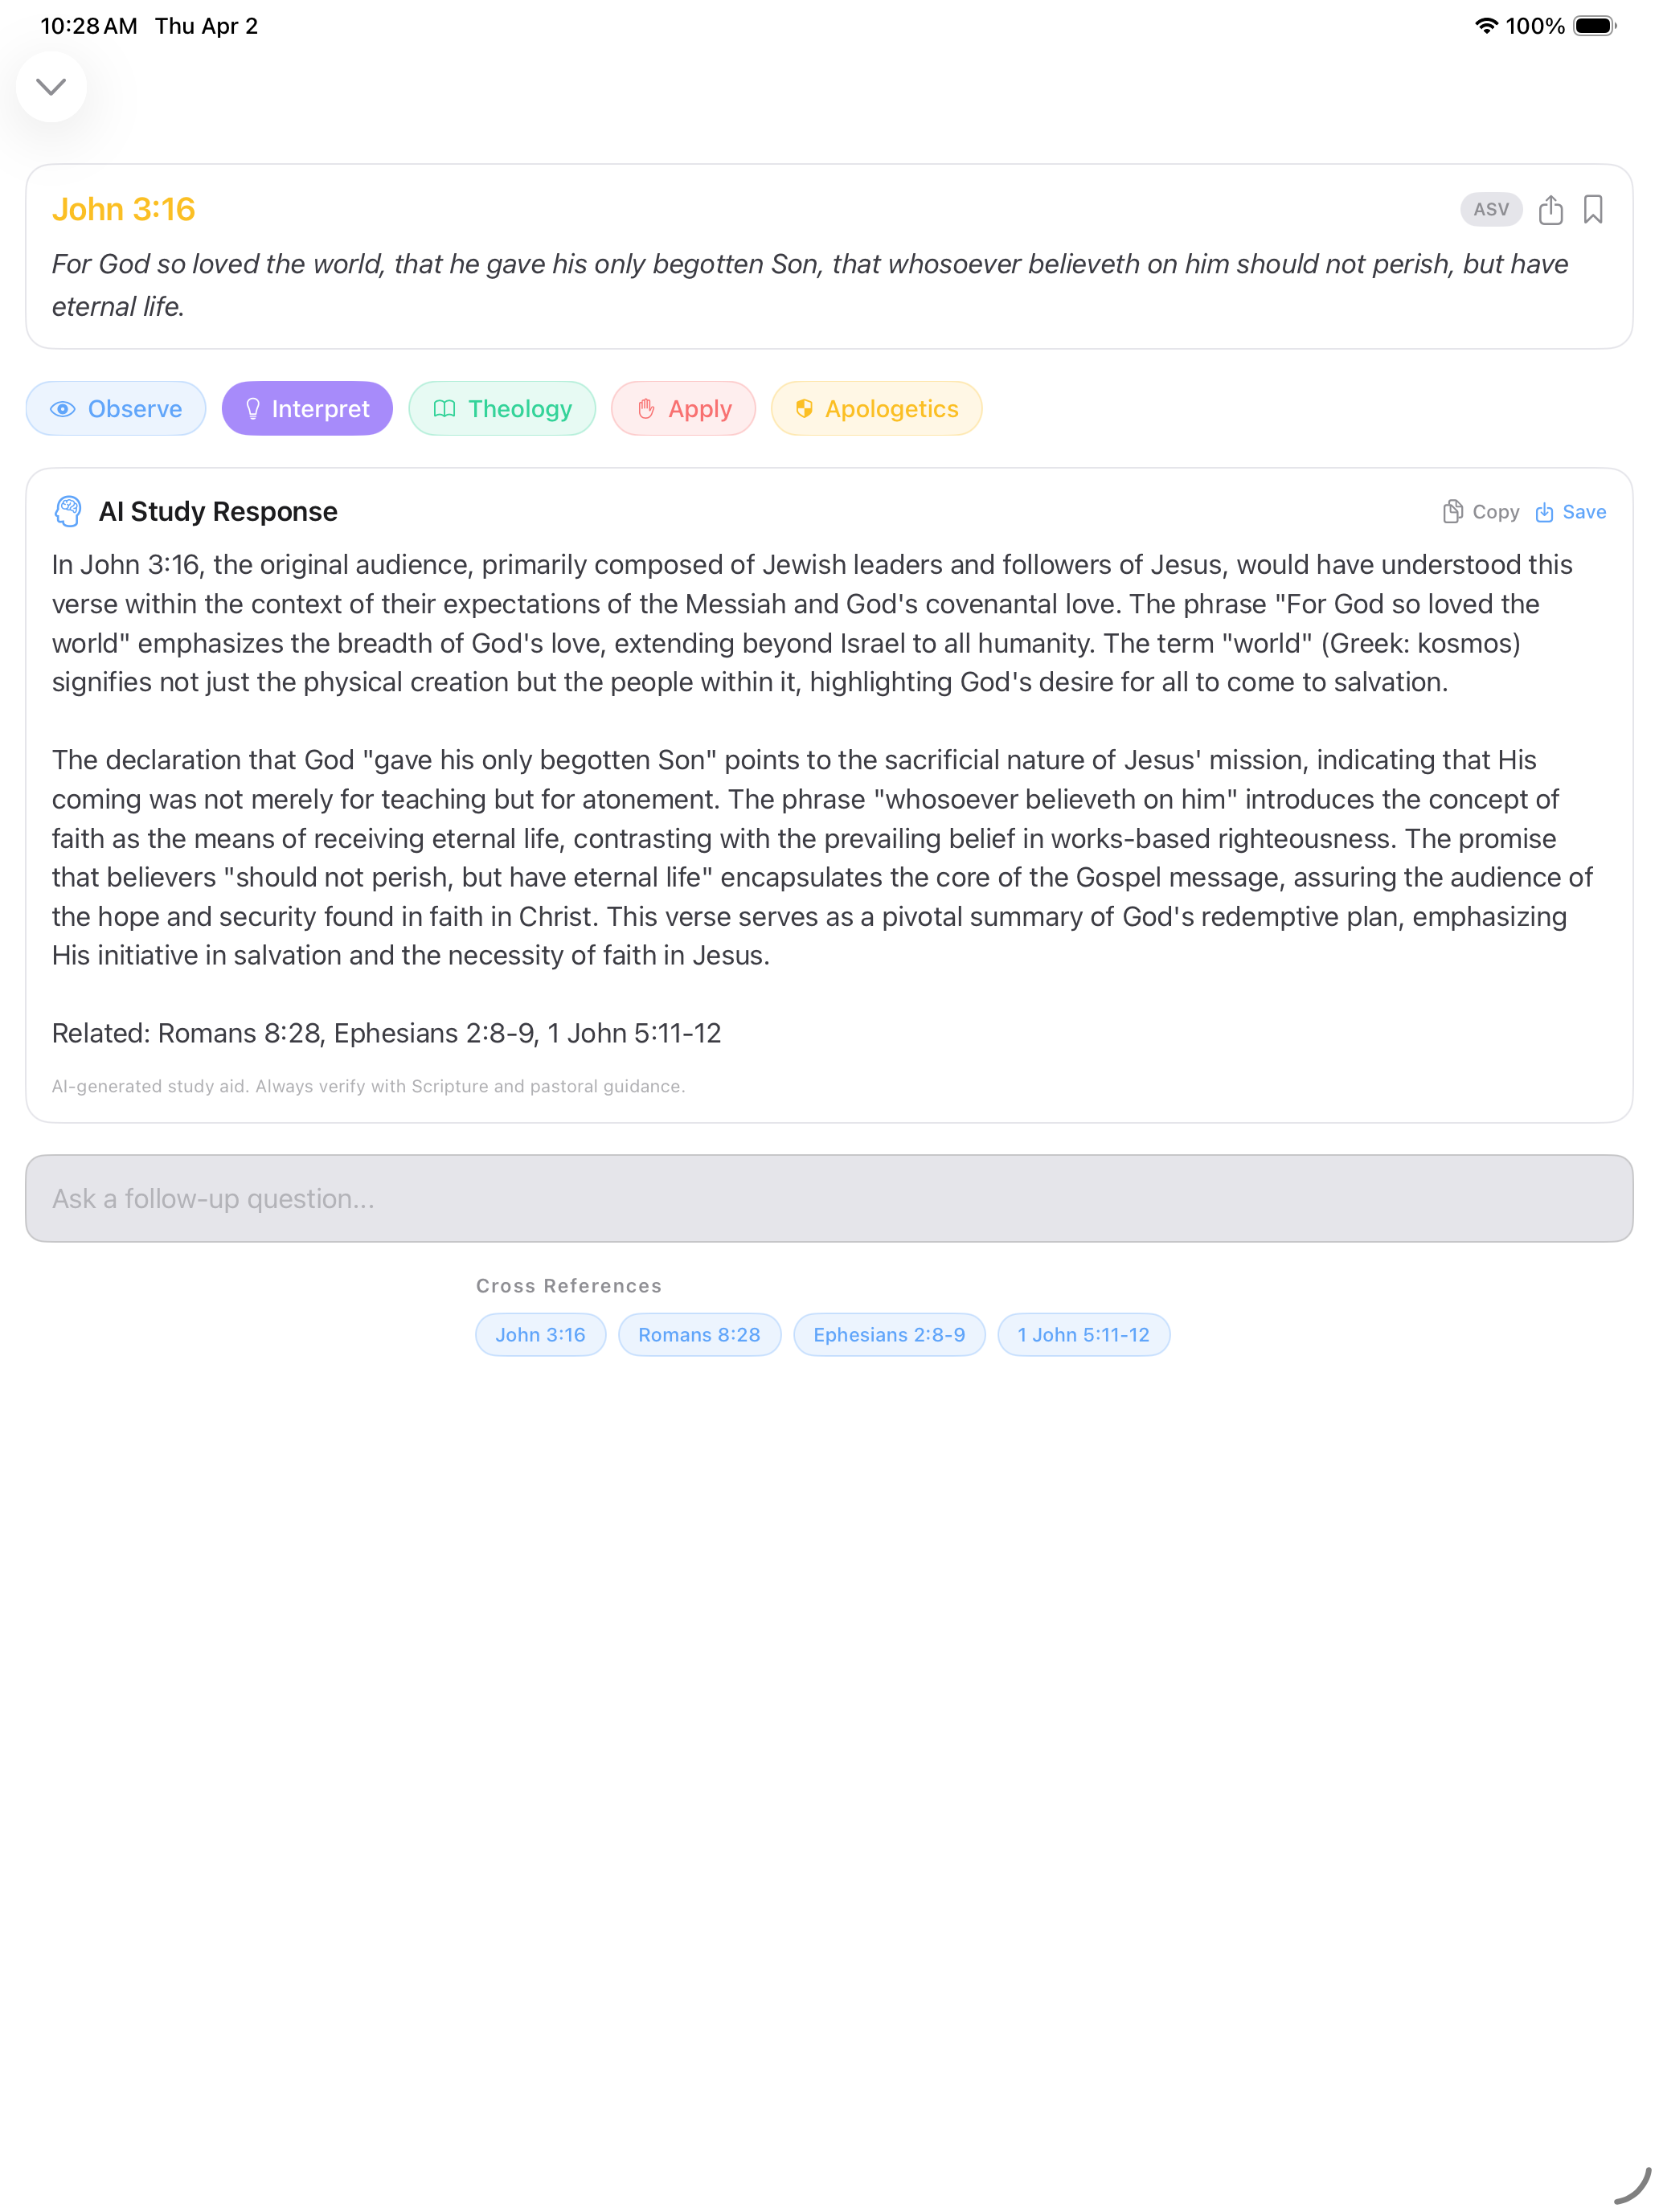 10:28 AM Thu Apr 2
100%
John 3:16
ASV
For God so loved the world, that he gave his only begotten Son, that whosoever believeth on him should not perish, but have
eternal life.
Observe
Interpret
Theology
Apply
Apologetics
AI Study Response
Copy
Save
In John 3:16, the original audience, primarily composed of Jewish leaders and followers of Jesus, would have understood this
verse within the context of their expectations of the Messiah and God's covenantal love. The phrase "For God so loved the
world" emphasizes the breadth of God's love, extending beyond Israel to all humanity. The term "world" (Greek: kosmos)
signifies not just the physical creation but the people within it, highlighting God's desire for all to come to salvation.
The declaration that God "gave his only begotten Son" points to the sacrificial nature of Jesus' mission, indicating that His
coming was not merely for teaching but for atonement. The phrase "whosoever believeth on him" introduces the concept of
faith as the means of receiving eternal life, contrasting with the prevailing belief in works-based righteousness. The promise
that believers "should not perish, but have eternal life" encapsulates the core of the Gospel message, assuring the audience of
the hope and security found in faith in Christ. This verse serves as a pivotal summary of God's redemptive plan, emphasizing
His initiative in salvation and the necessity of faith in Jesus.
Related: Romans 8:28, Ephesians 2:8-9, 1 John 5:11-12
AI-generated study aid. Always verify with Scripture and pastoral guidance.
Ask a follow-up question...
Cross References
John 3:16
Romans 8:28
Ephesians 2:8-9
1 John 5:11-12